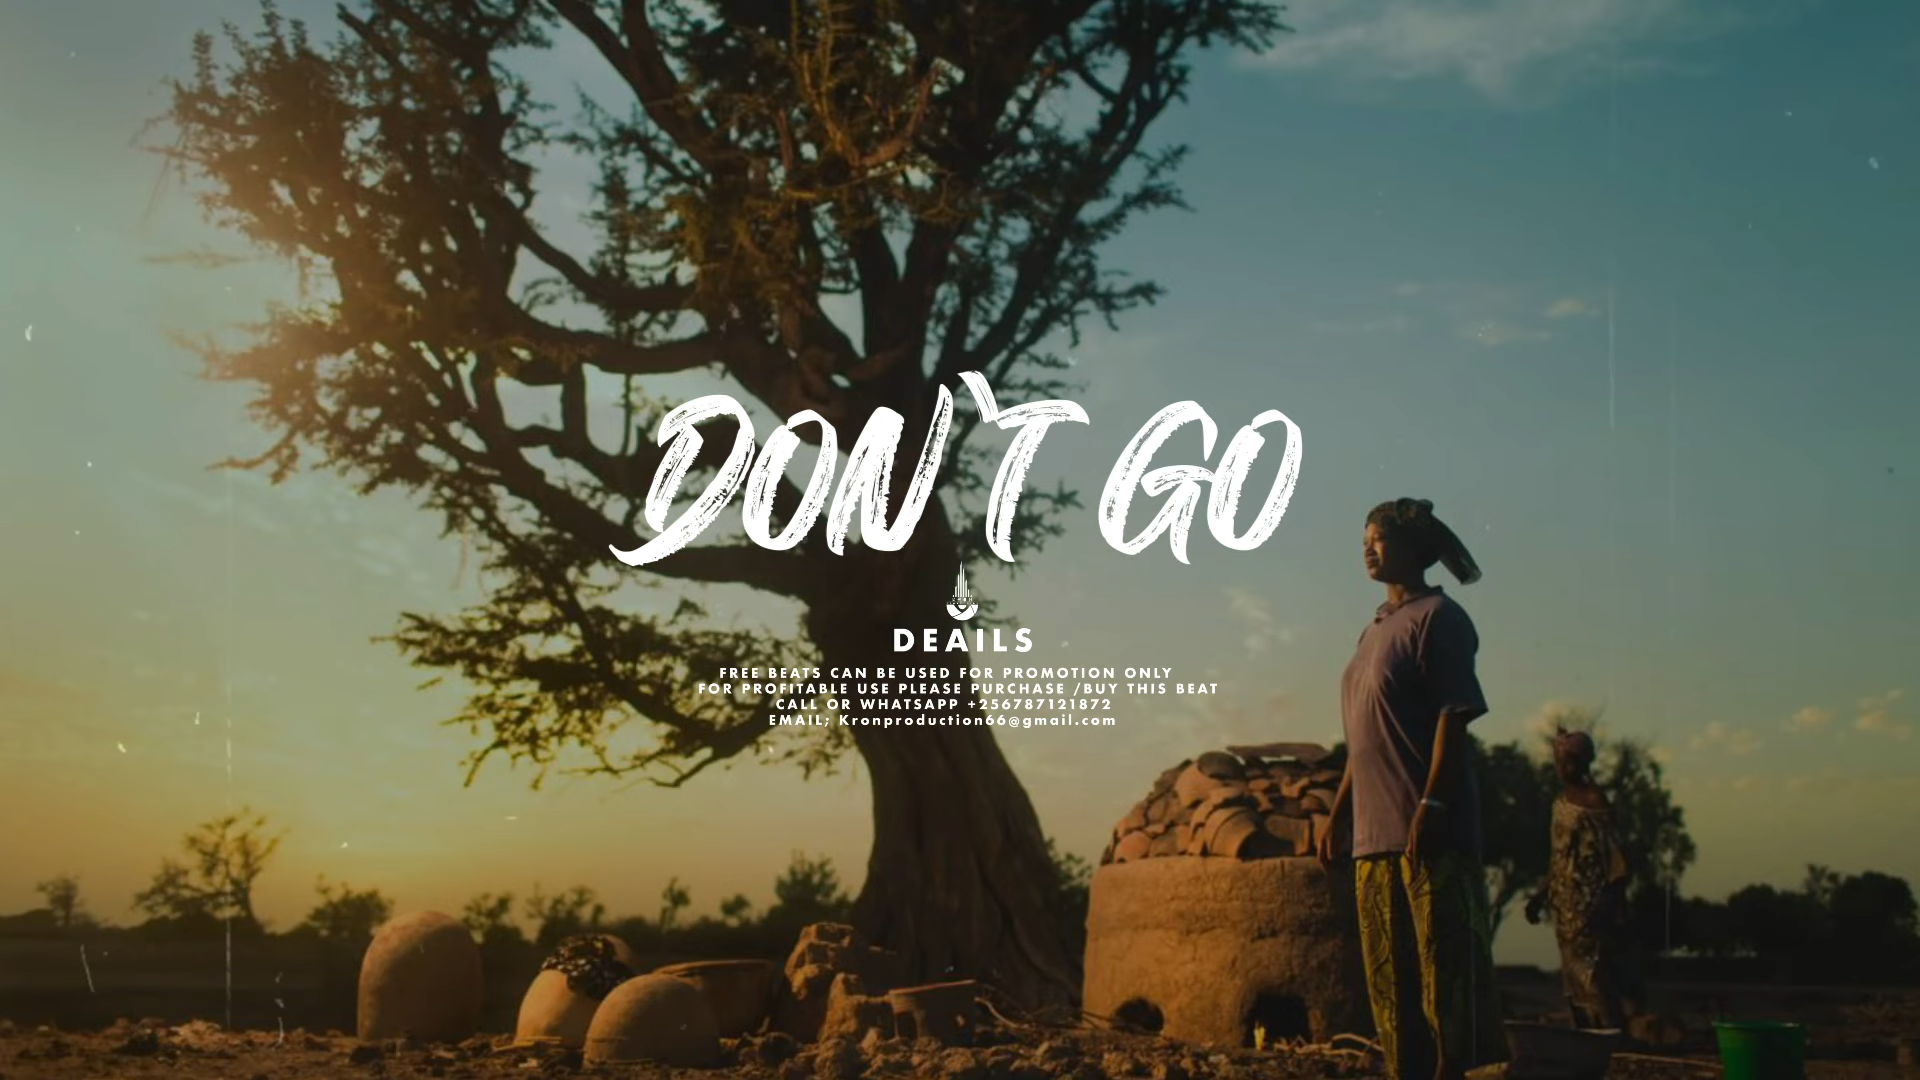 DON'T GO
DEAILS
FREE BEATS CAN BE USED FOR PROMOTION ONLY
FOR PROFITABLE USE PLEASE PURCHASE /BUY THIS BEAT
CALL OR WHATSAPP +256787121872
EMAIL; Kronproduction66@gmail.com